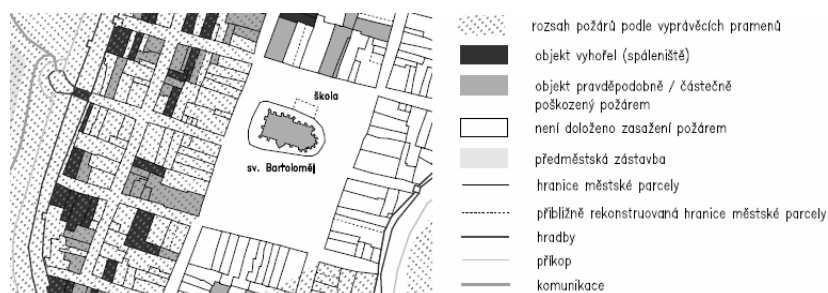 škola
sv. Bartoloměj
rozsah požárů podle vyprávěcích pramenů
objekt vyhořel (spáleniště)
objekt pravděpodobně / částečně
poškozený požárem
není doloženo zasažení požárem
předměstská zástavba
hranice městské parcely
přibližně rekonstruovaná hranice městské parcely
hradby
příkop
komunikace